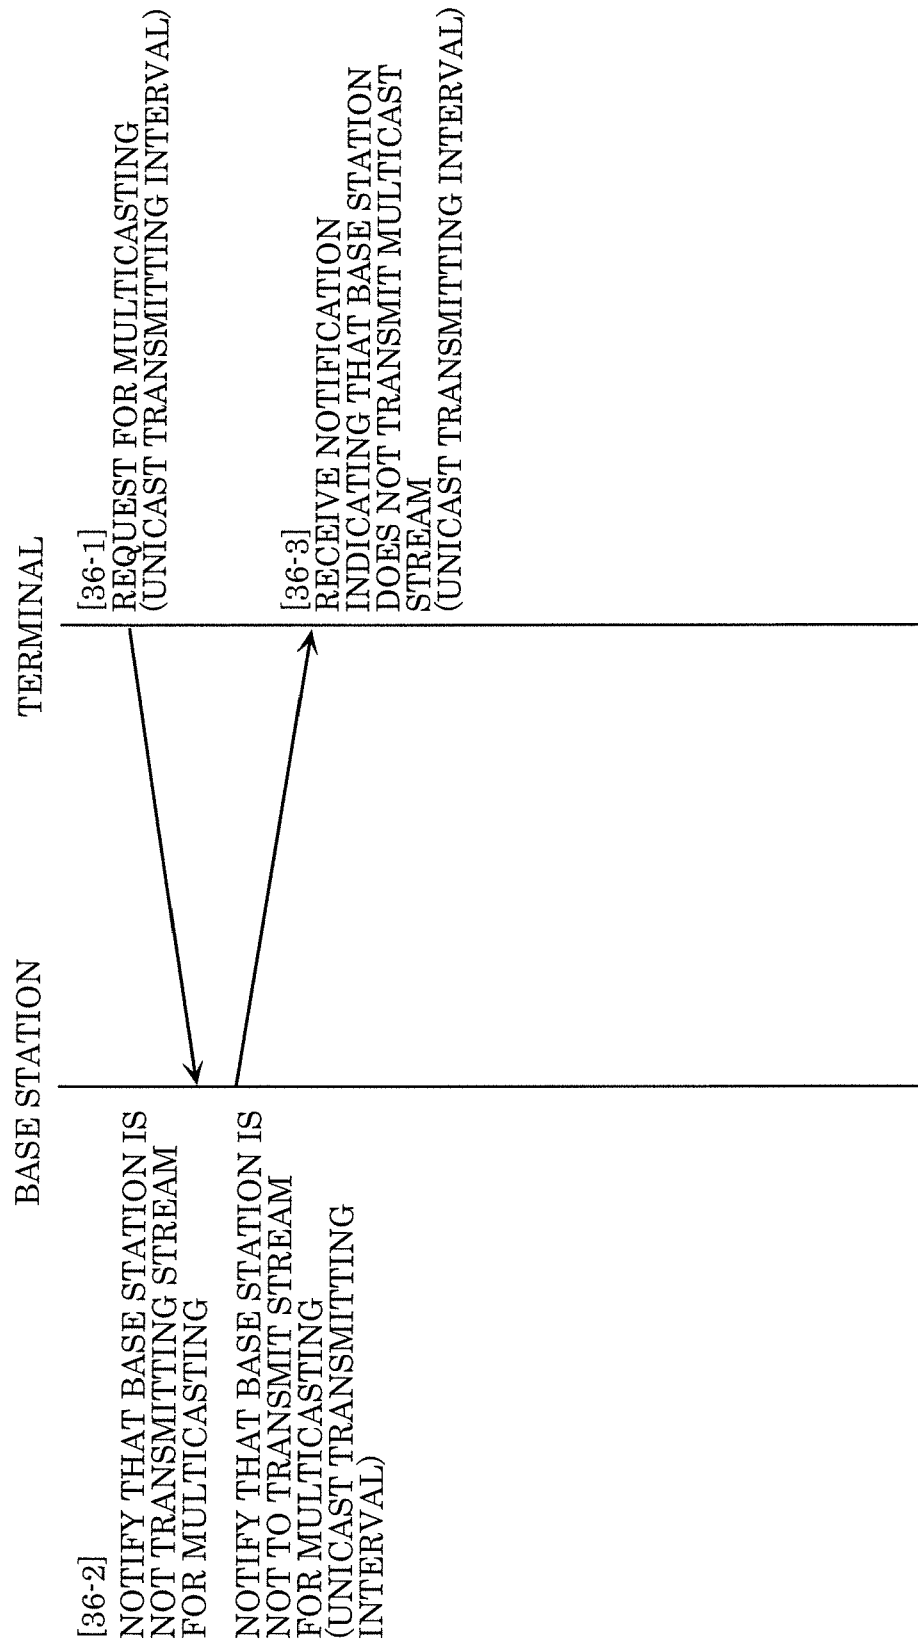 BASE STATION
TERMINAL
[36-1]
REQUEST FOR MULTICASTING
(UNICAST TRANSMITTING INTERVAL)
[36-2]
NOTIFY THAT BASE STATION IS
NOT TRANSMITTING STREAM
FOR MULTICASTING
NOTIFY THAT BASE STATION IS
NOT TO TRANSMIT STREAM
FOR MULTICASTING
(UNICAST TRANSMITTING
INTERVAL)
[36-3]
RECEIVE NOTIFICATION
INDICATING THAT BASE STATION
DOES NOT TRANSMIT MULTICAST
STREAM
(UNICAST TRANSMITTING INTERVAL)